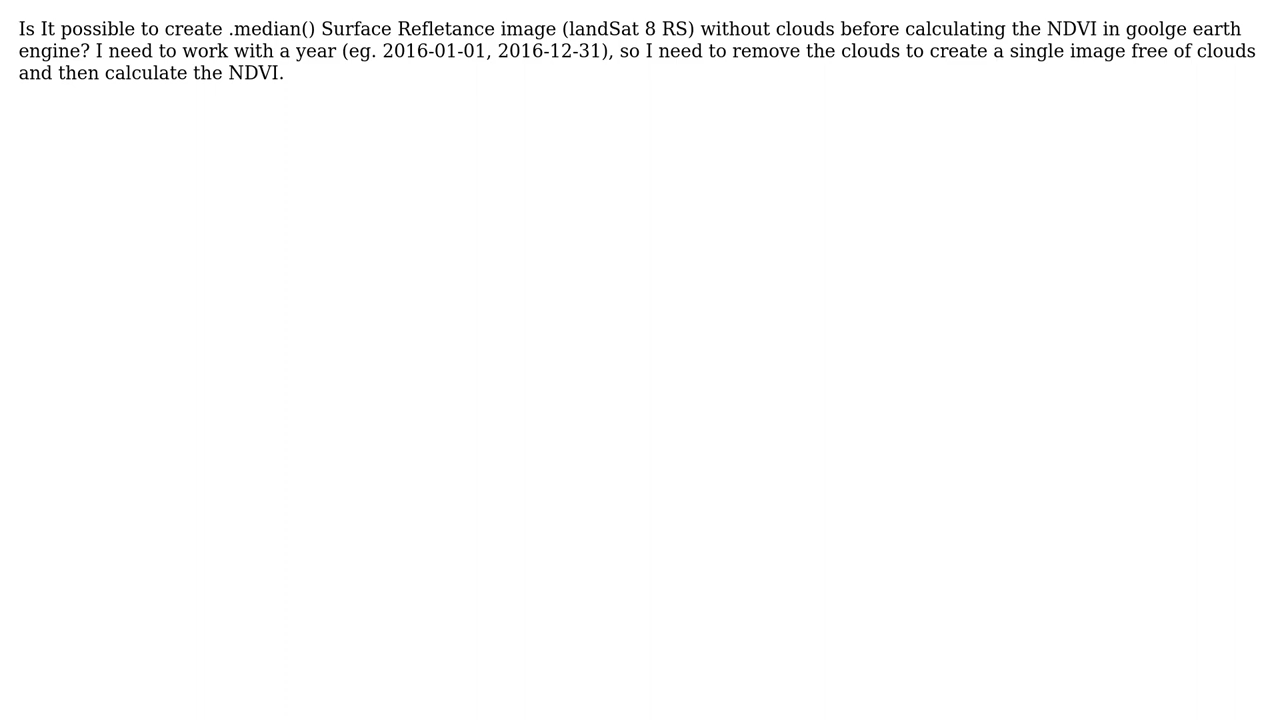 Is It possible to create .median() Surface Refletance image (landSat 8 RS) without clouds before calculating the NDVI in goolge earth
engine? I need to work with a year (eg. 2016-01-01, 2016-12-31), so I need to remove the clouds to create a single image free of clouds
and then calculate the NDVI.